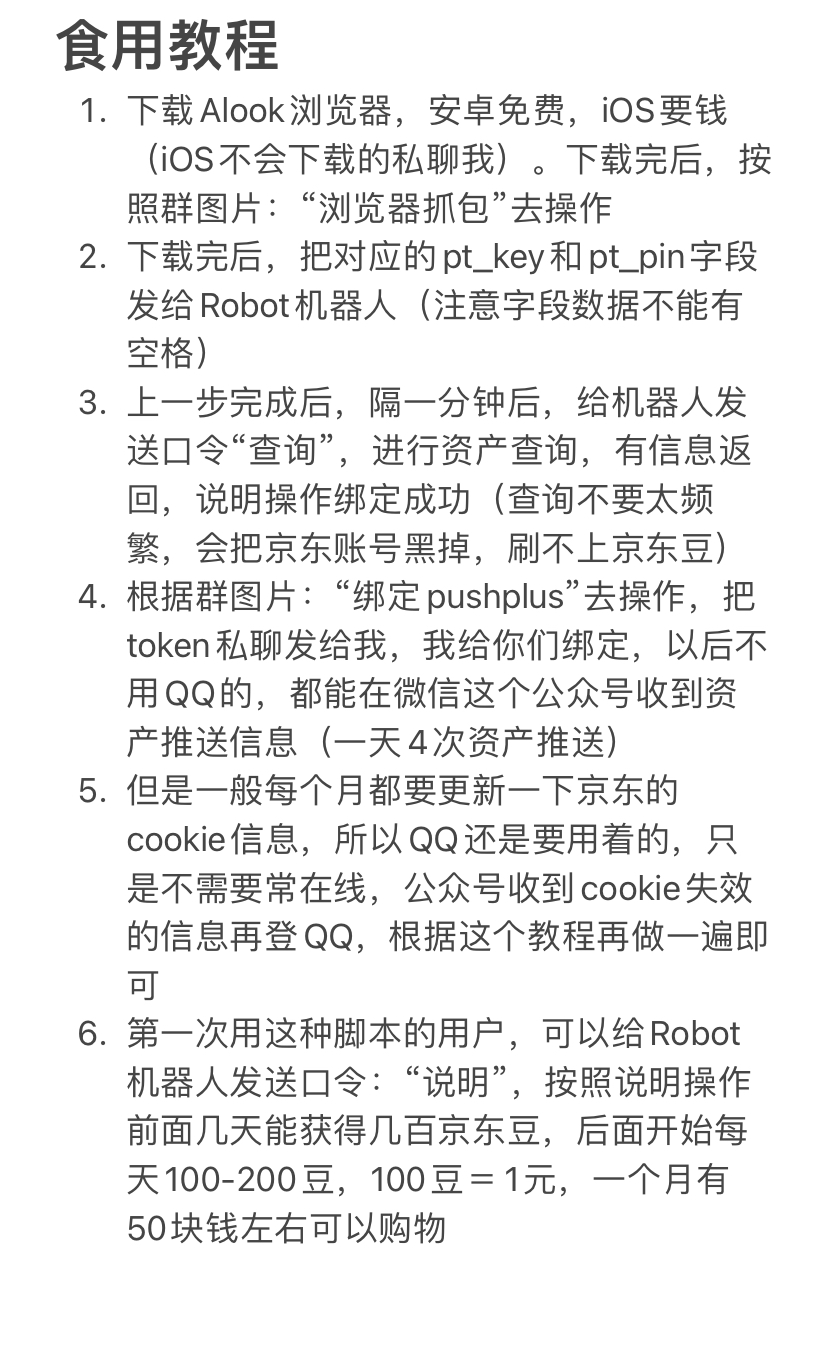 食用教程
1. 下载Alook浏览器，安卓免费，iOS要钱
（iOS不会下载的私聊我）。下载完后，按
照群图片：“浏览器抓包”去操作
2. 下载完后，把对应的pt_key和pt_pin字段
发给Robot机器人（注意字段数据不能有
空格）
3. 上一步完成后，隔一分钟后，给机器人发
送口令“查询”，进行资产查询，有信息返
回，说明操作绑定成功（查询不要太频
繁，会把京东账号黑掉，刷不上京东豆）
4. 根据群图片：“绑定pushplus”去操作，把
token私聊发给我，我给你们绑定，以后不
用QQ的，都能在微信这个公众号收到资
产推送信息（一天4次资产推送）
5. 但是一般每个月都要更新一下京东的
cookie信息，所以QQ还是要用着的，只
是不需要常在线，公众号收到cookie失效
的信息再登QQ，根据这个教程再做一遍即
可
6. 第一次用这种脚本的用户，可以给Robot
机器人发送口令：“说明”，按照说明操作
前面几天能获得几百京东豆，后面开始每
天100-200豆，100豆＝1元，一个月有
50块钱左右可以购物